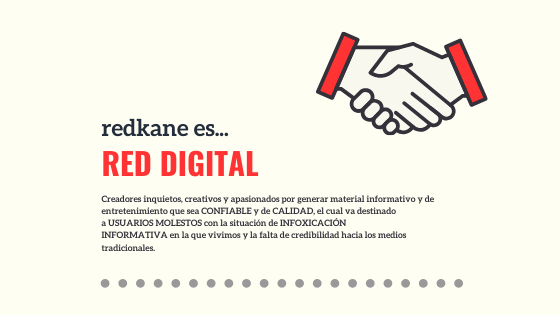 redkane es...
RED DIGITAL
Creadores inquietos, creativos y apasionados por generar material informativo y de
entretenimiento que sea CONFIABLE y de CALIDAD, el cual va destinado
a USUARIOS MOLESTOS con la situación de INFOXICACIÓN
INFORMATIVA en la que vivimos y la falta de credibilidad hacia los medios
tradicionales.